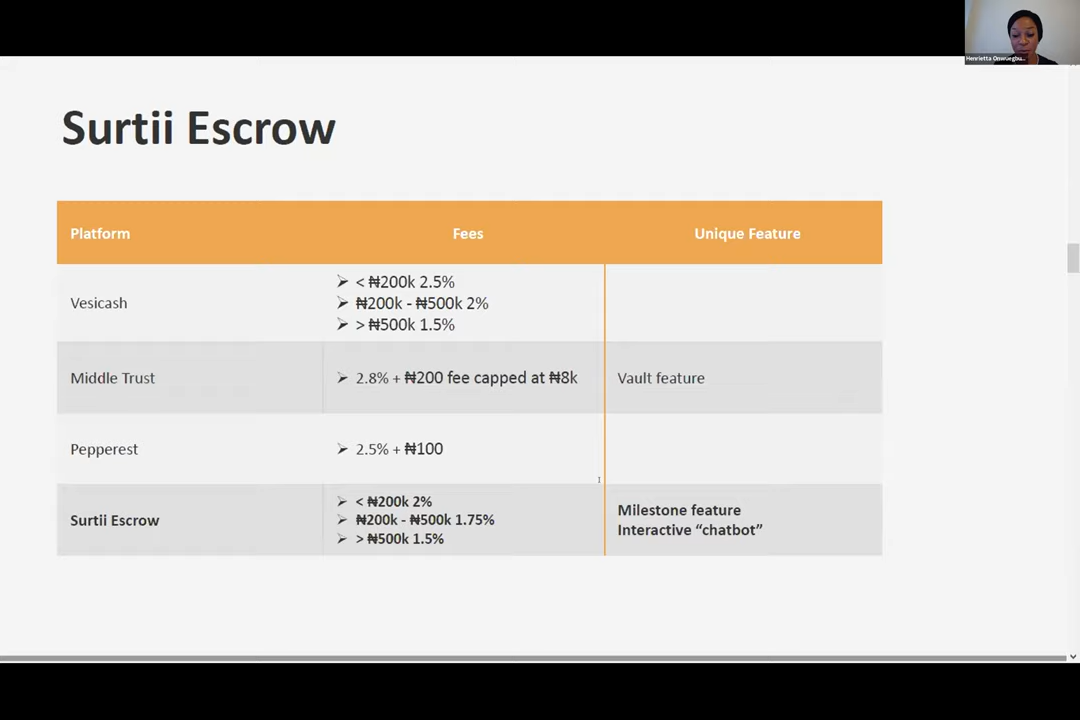 Henrietta Onwuegbu...
Surtii Escrow
Platform Fees Unique Feature
Vesicash
➢ < ₦200k 2.5%
➢ ₦200k - ₦500k 2%
➢ > ₦500k 1.5%
Middle Trust ➢ 2.8% + ₦200 fee capped at ₦8k Vault feature
Pepperest ➢ 2.5% + ₦100
Surtii Escrow
➢ < ₦200k 2%
➢ ₦200k - ₦500k 1.75%
➢ > ₦500k 1.5%
Milestone feature
Interactive “chatbot”